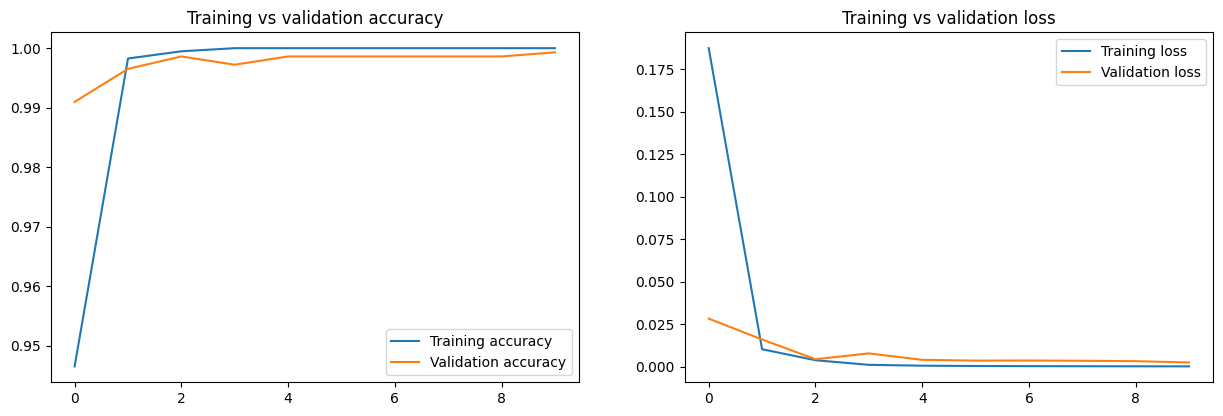 Training vs validation accuracy
1.00
0.99
0.98
0.97
0.96
0.95
0 2 4 6 8
Training accuracy
Validation accuracy
Training vs validation loss
0.175
0.150
0.125
0.100
0.075
0.050
0.025
0.000
0 2 4 6 8
Training loss
Validation loss